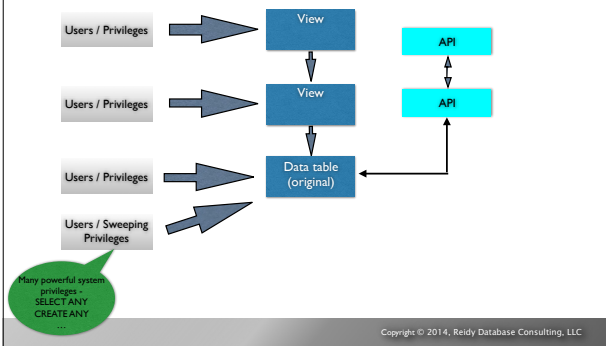 Users / Privileges
View
API
Users / Privileges
View
API
Users / Privileges
Data table
(original)
Users / Sweeping
Privileges
Many powerful system
privileges -
SELECT ANY
CREATE ANY
...
Copyright © 2014, Reidy Database Consulting, LLC